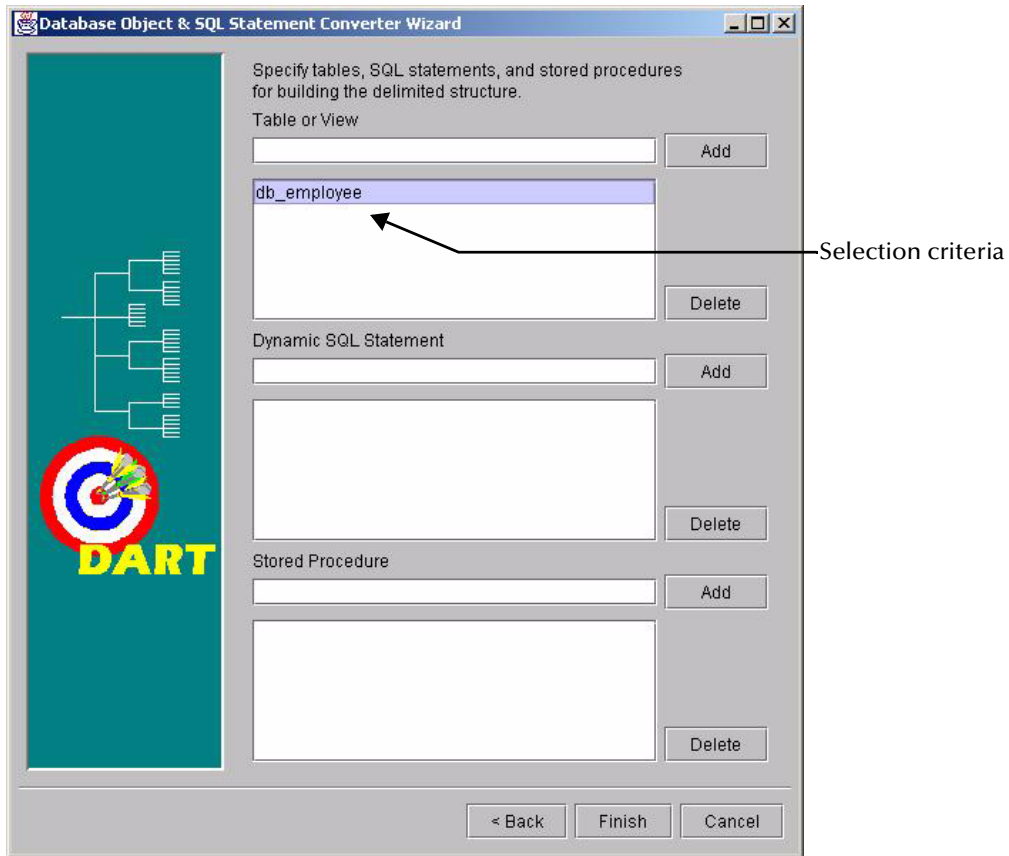 Database Object & SQL Statement Converter Wizard
Specify tables, SQL statements, and stored procedures
for building the delimited structure.
Table or View
Add
db_employee
Selection criteria
Delete
Dynamic SQL Statement
Add
Delete
DART
Stored Procedure
Add
Delete
< Back
Finish
Cancel